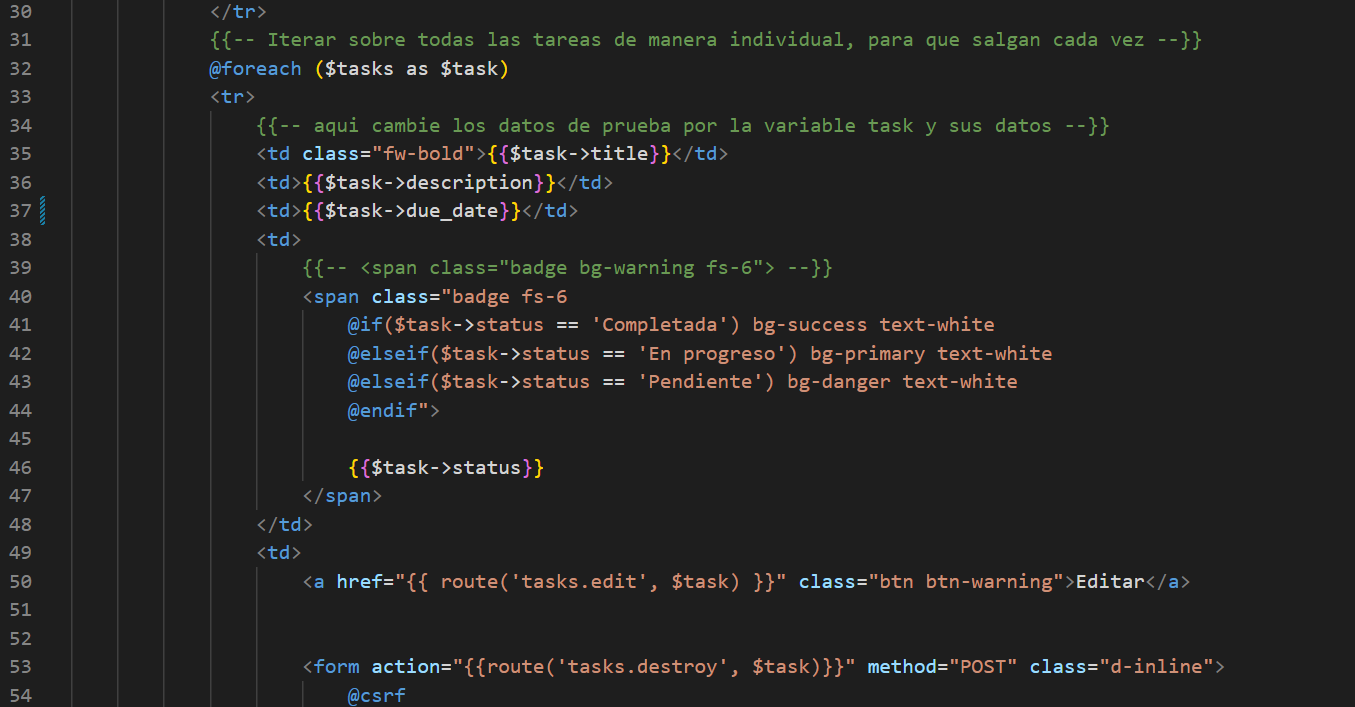 30 </tr>
31 {{-- Iterar sobre todas las tareas de manera individual, para que salgan cada vez --}}
32 @foreach ($tasks as $task)
33 <tr>
34 {{-- aqui cambie los datos de prueba por la variable task y sus datos --}}
35 <td class="fw-bold">{{$task->title}}</td>
36 <td>{{$task->description}}</td>
37 <td>{{$task->due_date}}</td>
38 <td>
39 {{-- <span class="badge bg-warning fs-6"> --}}
40 <span class="badge fs-6
41 @if($task->status == 'Completada') bg-success text-white
42 @elseif($task->status == 'En progreso') bg-primary text-white
43 @elseif($task->status == 'Pendiente') bg-danger text-white
44 @endif">
45
46 {{$task->status}}
47 </span>
48 </td>
49 <td>
50 <a href="{{ route('tasks.edit', $task) }}" class="btn btn-warning">Editar</a>
51
52
53 <form action="{{route('tasks.destroy', $task)}}" method="POST" class="d-inline">
54 @csrf